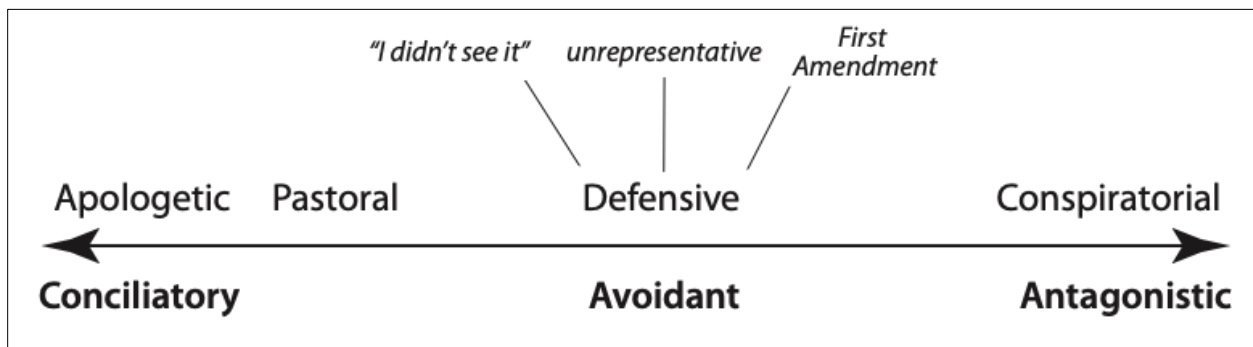 “I didn’t see it” unrepresentative First
Amendment
Apologetic Pastoral Defensive Conspiratorial
Conciliatory Avoidant Antagonistic